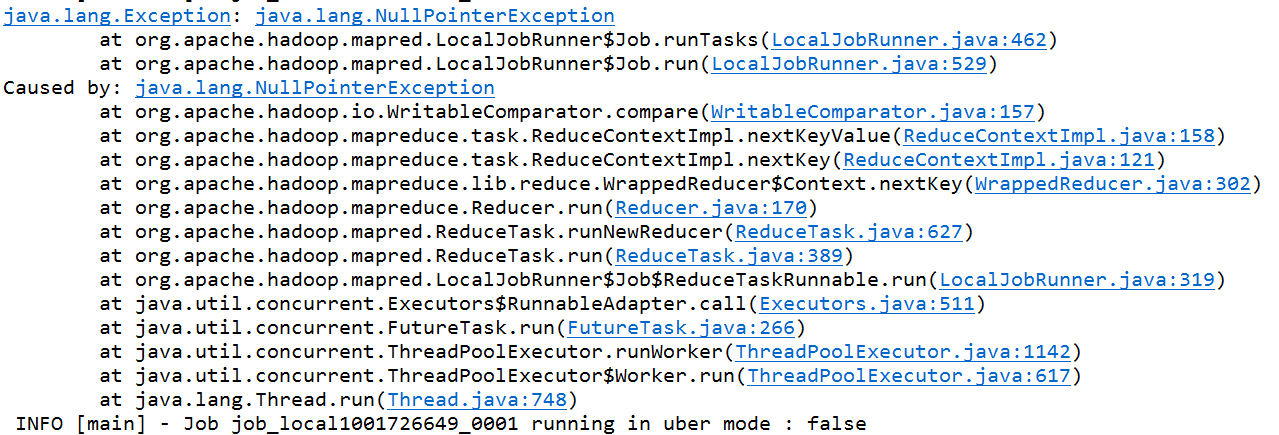 java.lang.Exception: java.lang.NullPointerException
	at org.apache.hadoop.mapred.LocalJobRunner$Job.runTasks(LocalJobRunner.java:462)
	at org.apache.hadoop.mapred.LocalJobRunner$Job.run(LocalJobRunner.java:529)
Caused by: java.lang.NullPointerException
	at org.apache.hadoop.io.WritableComparator.compare(WritableComparator.java:157)
	at org.apache.hadoop.mapreduce.task.ReduceContextImpl.nextKeyValue(ReduceContextImpl.java:158)
	at org.apache.hadoop.mapreduce.task.ReduceContextImpl.nextKey(ReduceContextImpl.java:121)
	at org.apache.hadoop.mapreduce.lib.reduce.WrappedReducer$Context.nextKey(WrappedReducer.java:302)
	at org.apache.hadoop.mapreduce.Reducer.run(Reducer.java:170)
	at org.apache.hadoop.mapred.ReduceTask.runNewReducer(ReduceTask.java:627)
	at org.apache.hadoop.mapred.ReduceTask.run(ReduceTask.java:389)
	at org.apache.hadoop.mapred.LocalJobRunner$Job$ReduceTaskRunnable.run(LocalJobRunner.java:319)
	at java.util.concurrent.Executors$RunnableAdapter.call(Executors.java:511)
	at java.util.concurrent.FutureTask.run(FutureTask.java:266)
	at java.util.concurrent.ThreadPoolExecutor.runWorker(ThreadPoolExecutor.java:1142)
	at java.util.concurrent.ThreadPoolExecutor$Worker.run(ThreadPoolExecutor.java:617)
	at java.lang.Thread.run(Thread.java:748)
 INFO [main] - Job job_local1001726649_0001 running in uber mode : false